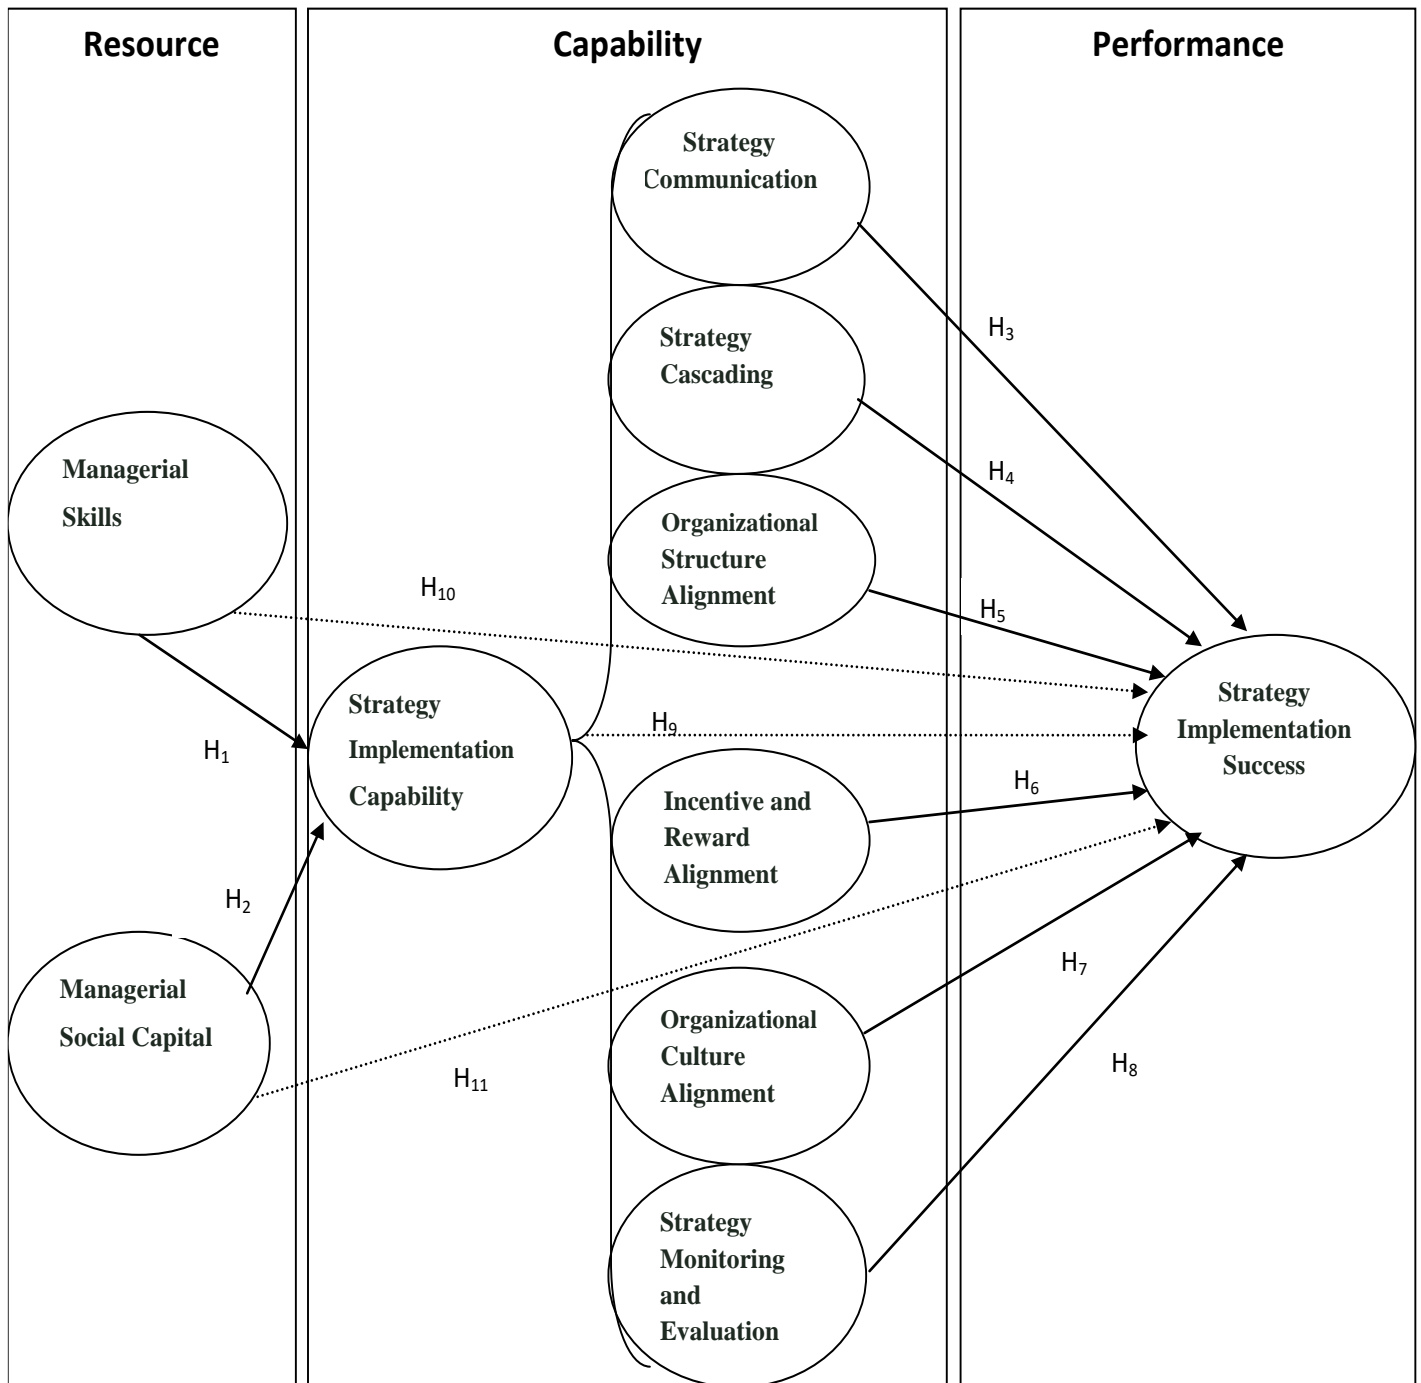 Resource
Capability
Performance
Strategy
Communication
H3
Strategy
Cascading
H4
Managerial
Skills
Organizational
Structure
Alignment
H5
H10
H1
Strategy
Implementation
Capability
H9
Strategy
Implementation
Success
H6
Incentive and
Reward
Alignment
H2
Managerial
Social Capital
H7
Organizational
Culture
Alignment
H8
H11
Strategy
Monitoring
and
Evaluation